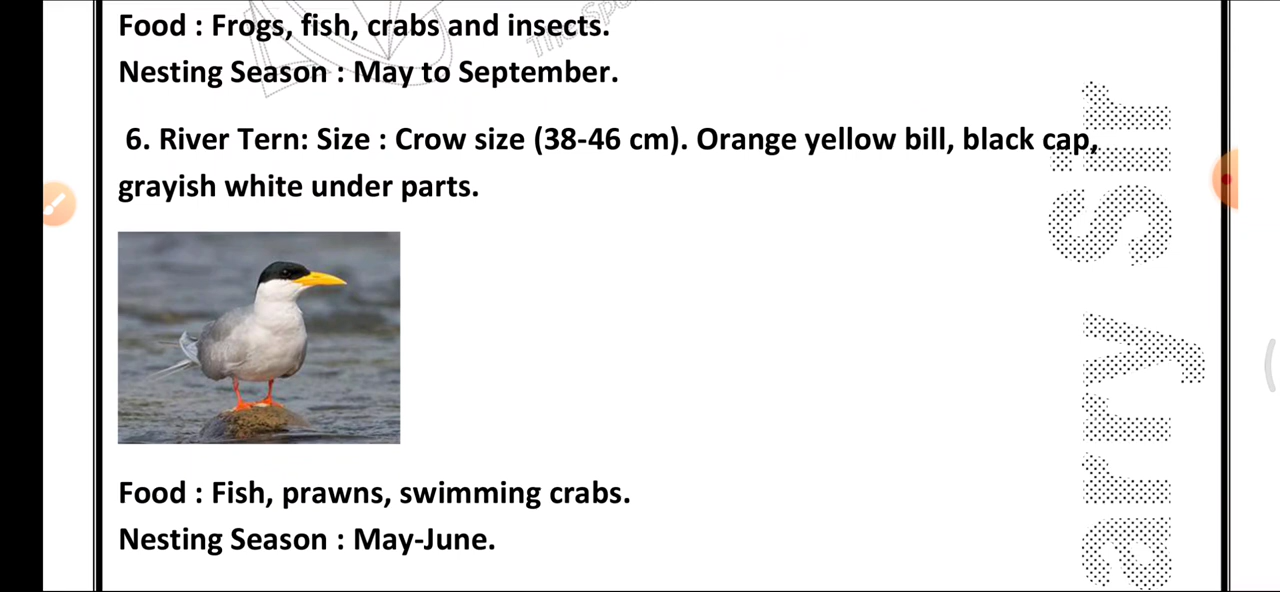 Food : Frogs, fish, crabs and insects.
Nesting Season : May to September.
6. River Tern: Size : Crow size (38-46 cm). Orange yellow bill, black cap,
grayish white under parts.
Food : Fish, prawns, swimming crabs.
Nesting Season : May-June.
arry Sir